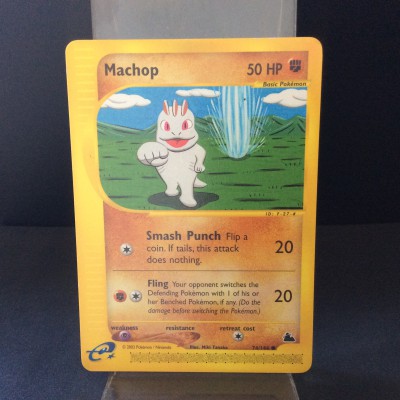 Machop 50 HP
Basic Pokémon
Smash Punch Flip a
coin. If tails, this attack
does nothing.
20
Fling Your opponent switches the
Defending Pokémon with 1 of his or
her Benched Pokémon, if any. (Do the
damage before switching the Pokémon.)
20
weakness resistance retreat cost